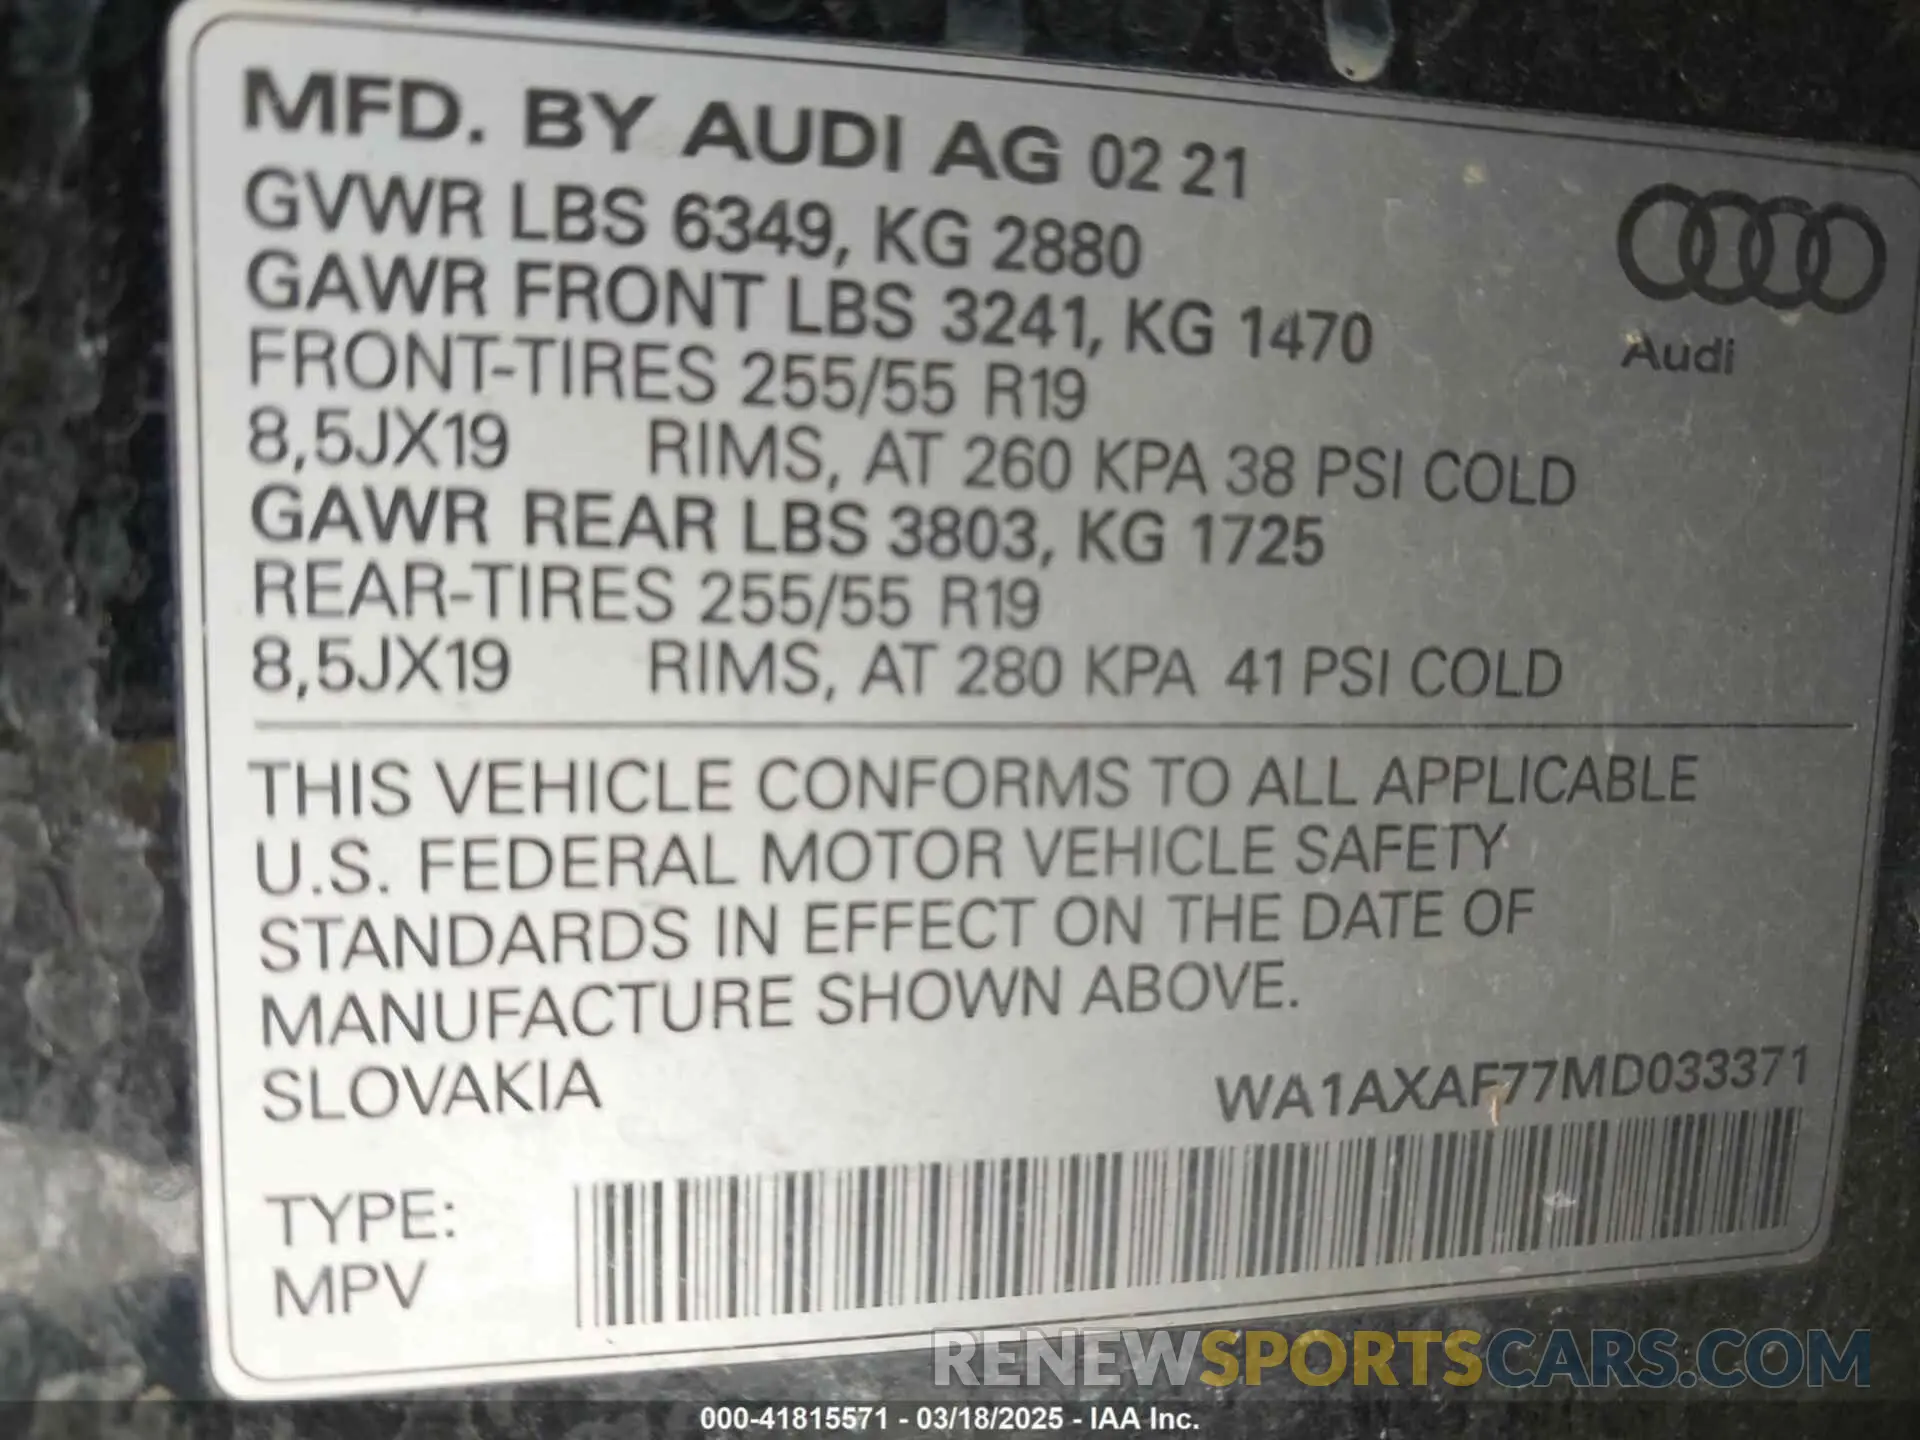 MFD. BY AUDI AG 02 21
GVWR LBS 6349, KG 2880
GAWR FRONT LBS 3241, KG 1470
FRONT-TIRES 255/55 R19
8,5JX19 RIMS, AT 260 KPA 38 PSI COLD
GAWR REAR LBS 3803, KG 1725
REAR-TIRES 255/55 R19
8,5JX19 RIMS, AT 280 KPA 41 PSI COLD
Audi
THIS VEHICLE CONFORMS TO ALL APPLICABLE
U.S. FEDERAL MOTOR VEHICLE SAFETY
STANDARDS IN EFFECT ON THE DATE OF
MANUFACTURE SHOWN ABOVE.
SLOVAKIA
WA1AXAF77MD033371
TYPE:
MPV
RENEWSPORTSCARS.COM
000-41815571 - 03/18/2025 - IAA Inc.